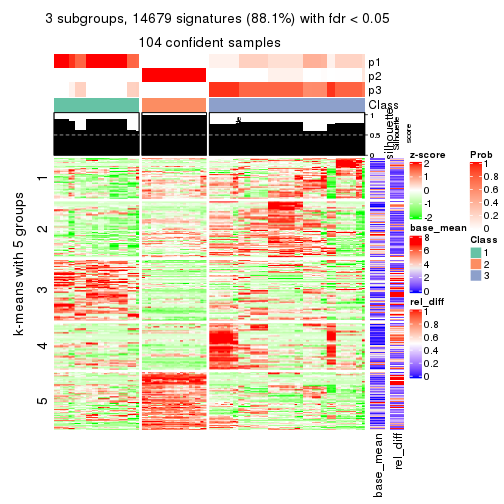 3 subgroups, 14679 signatures (88.1%) with fdr < 0.05
104 confident samples
p1
p2
p3
Class
1
0.5
0
silhouette
Silhouette
score
k-means with 5 groups
1
2
3
4
5
base_mean
rel_diff
z-score
2
1
0
-1
-2
base_mean
8
6
4
2
0
rel_diff
1
0.8
0.6
0.4
0.2
0
Prob
1
0.8
0.6
0.4
0.2
0
Class
1
2
3